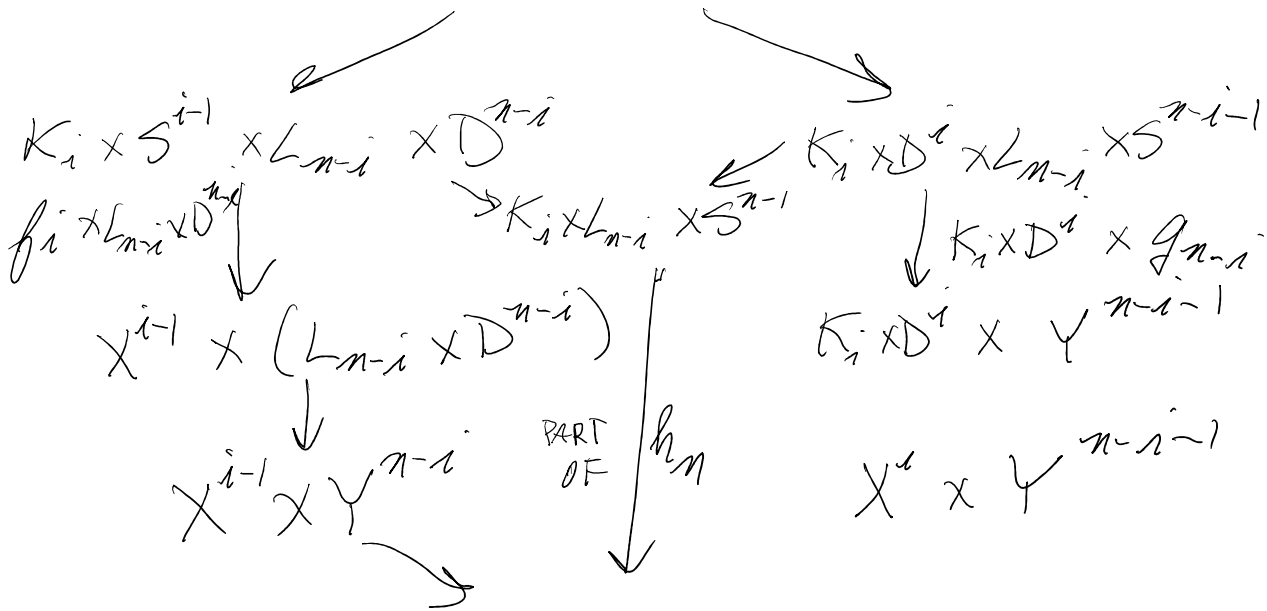 K_i × S^{i-1} × L_{n-i} × D^{n-i}
K_i × D^i × L_{n-i} × S^{n-i-1}
f_i × L_{n-i} × D^{n-i}
K_i × L_{n-i} × S^{n-1}
K_i × D^i × g_{n-i}
X^{i-1} × (L_{n-i} × D^{n-i})
K_i × D^i × Y^{n-i-1}
PART
OF
h_n
X^{i-1} × Y^{n-i}
X^i × Y^{n-i-1}